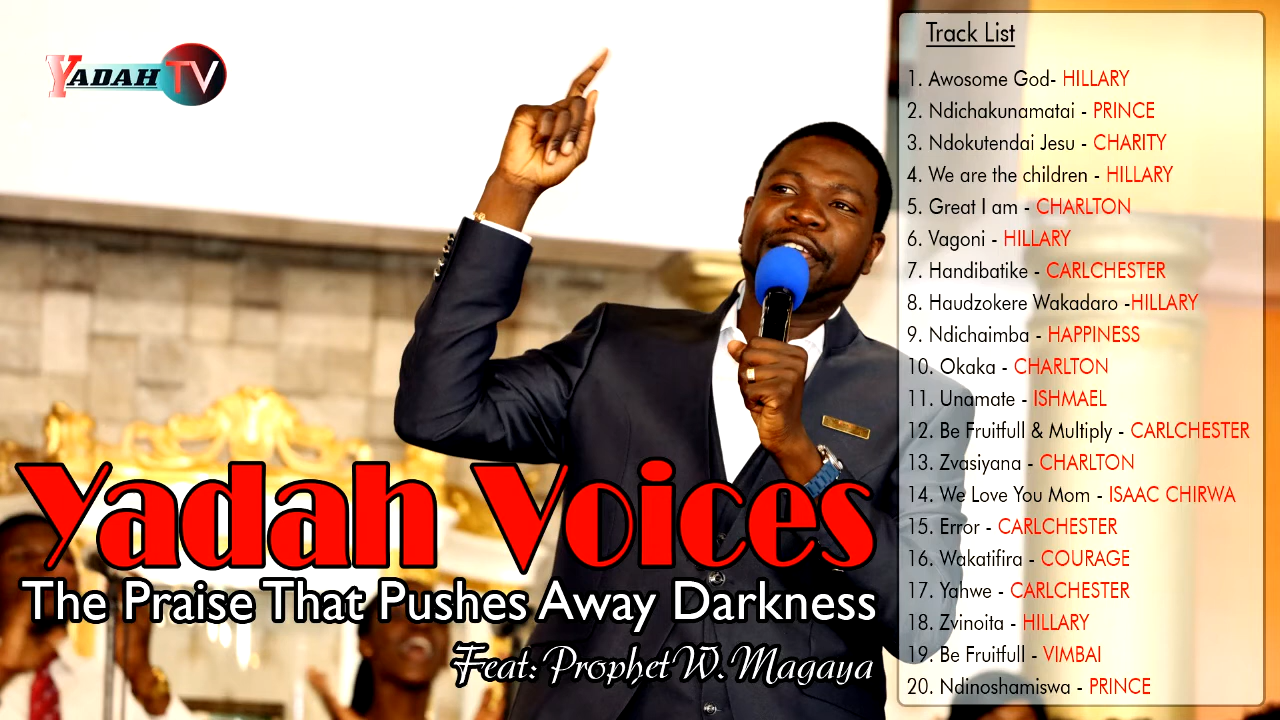 YADAH TV
Track List
1. Awosome God- HILLARY
2. Ndichakunamatai - PRINCE
3. Ndokutendai Jesu - CHARITY
4. We are the children - HILLARY
5. Great I am - CHARLTON
6. Vagoni - HILLARY
7. Handibatike - CARLCHESTER
8. Haudzokere Wakadaro -HILLARY
9. Ndichaimba - HAPPINESS
10. Okaka - CHARLTON
11. Unamate - ISHMAEL
12. Be Fruitfull & Multiply - CARLCHESTER
13. Zvasiyana - CHARLTON
14. We Love You Mom - ISAAC CHIRWA
15. Error - CARLCHESTER
16. Wakatifira - COURAGE
17. Yahwe - CARLCHESTER
18. Zvinoita - HILLARY
19. Be Fruitfull - VIMBAI
20. Ndinoshamiswa - PRINCE
Yadah Voices
The Praise That Pushes Away Darkness
Feat: Prophet W. Magaya